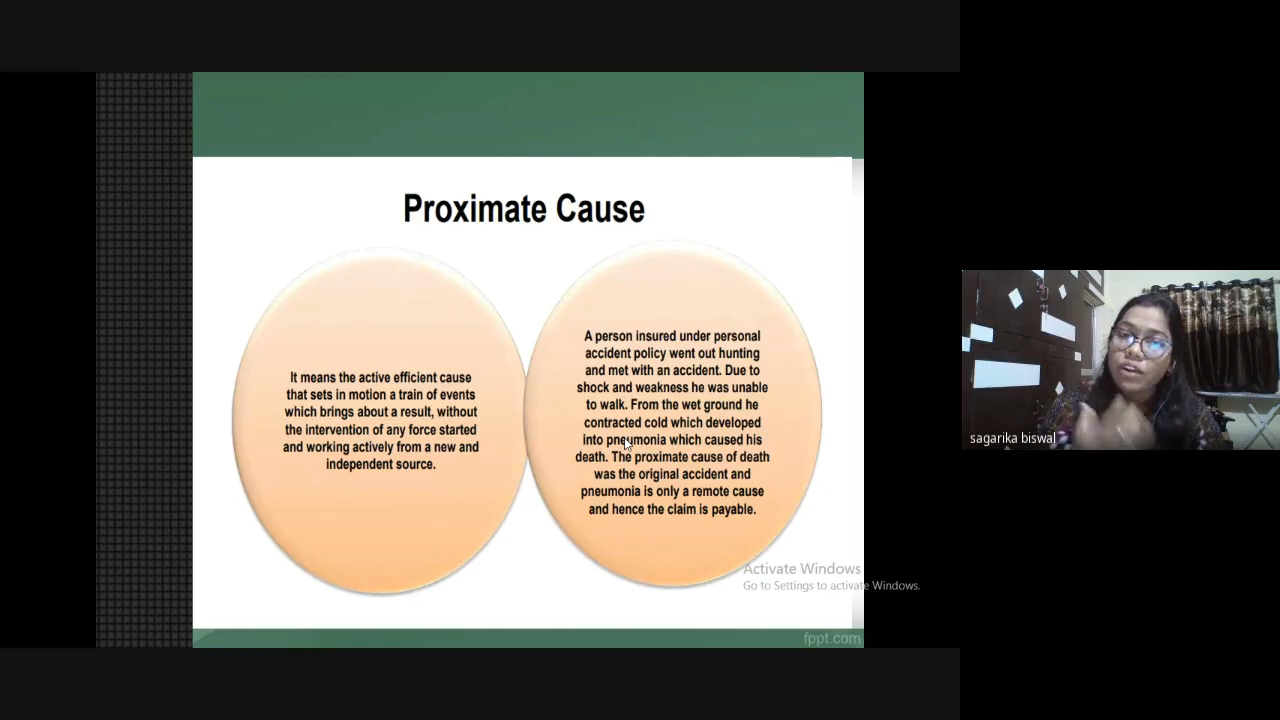 Proximate Cause
It means the active efficient cause
that sets in motion a train of events
which brings about a result, without
the intervention of any force started
and working actively from a new and
independent source.
A person insured under personal
accident policy went out hunting
and met with an accident. Due to
shock and weakness he was unable
to walk. From the wet ground he
contracted cold which developed
into pneumonia which caused his
death. The proximate cause of death
was the original accident and
pneumonia is only a remote cause
and hence the claim is payable.
Activate Windows
Go to Settings to activate Windows.
fppt.com
sagarika biswal